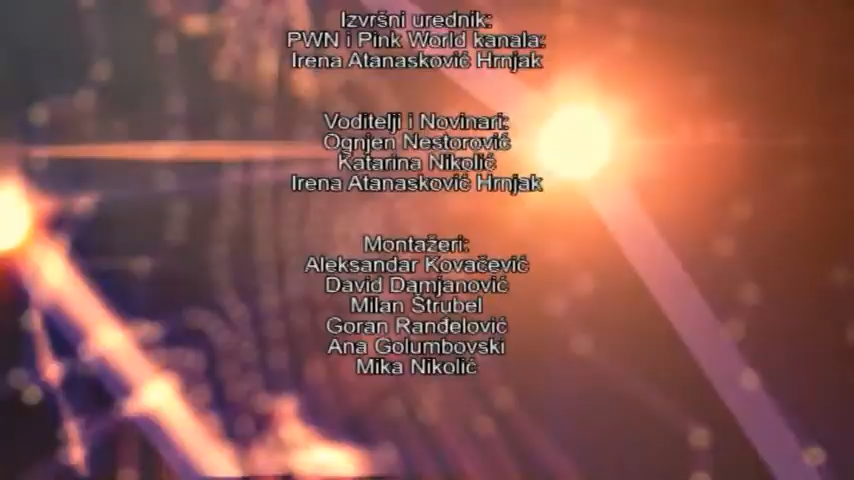 Izvršni urednik:
PWN i Pink World kanala:
Irena Atanasković Hrnjak
Voditelji i Novinari:
Ognjen Nestorović
Katarina Nikolić
Irena Atanasković Hrnjak
Montažeri:
Aleksandar Kovačević
David Damjanović
Milan Štrubel
Goran Ranđelović
Ana Golumbovski
Mika Nikolić